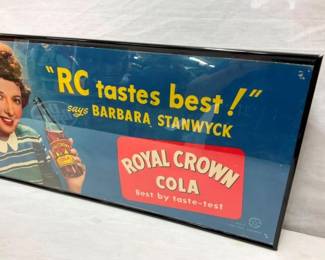 "RC tastes best!"
says BARBARA STANWYCK
ROYAL CROWN
COLA
Best by taste-test